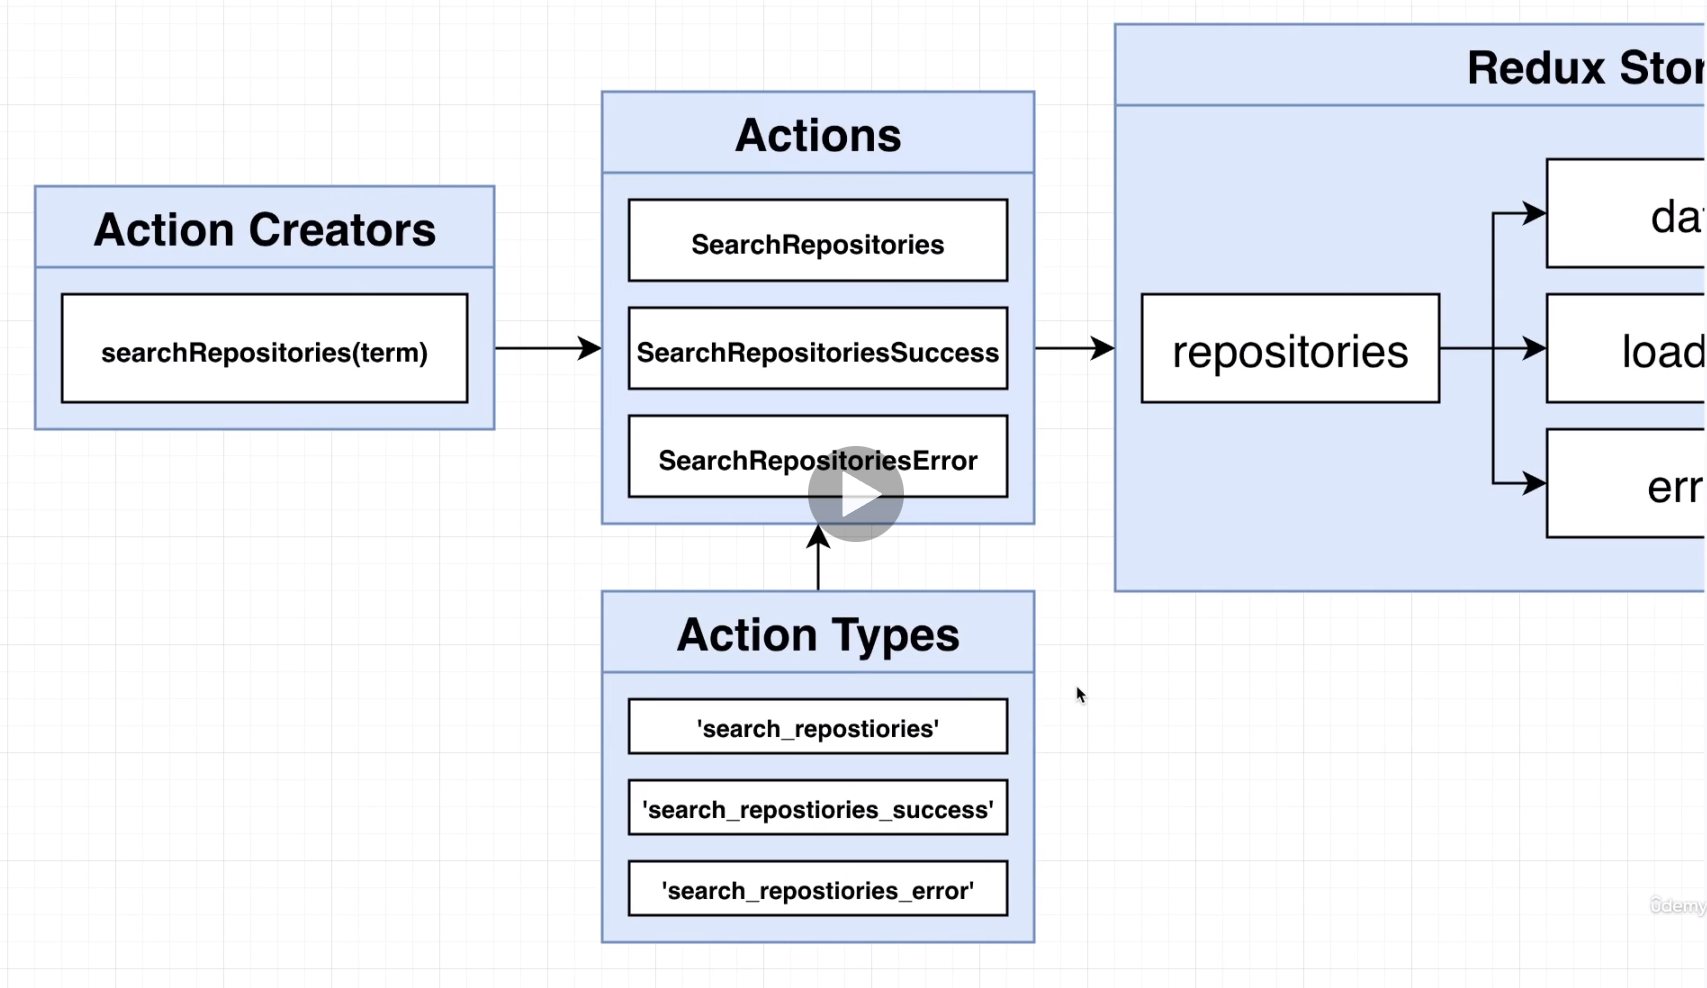 Action Creators
searchRepositories(term)
Actions
SearchRepositories
SearchRepositoriesSuccess
SearchRepositoriesError
Action Types
'search_repostiories'
'search_repostiories_success'
'search_repostiories_error'
Redux Stor
repositories
da
load
err
ûdemy